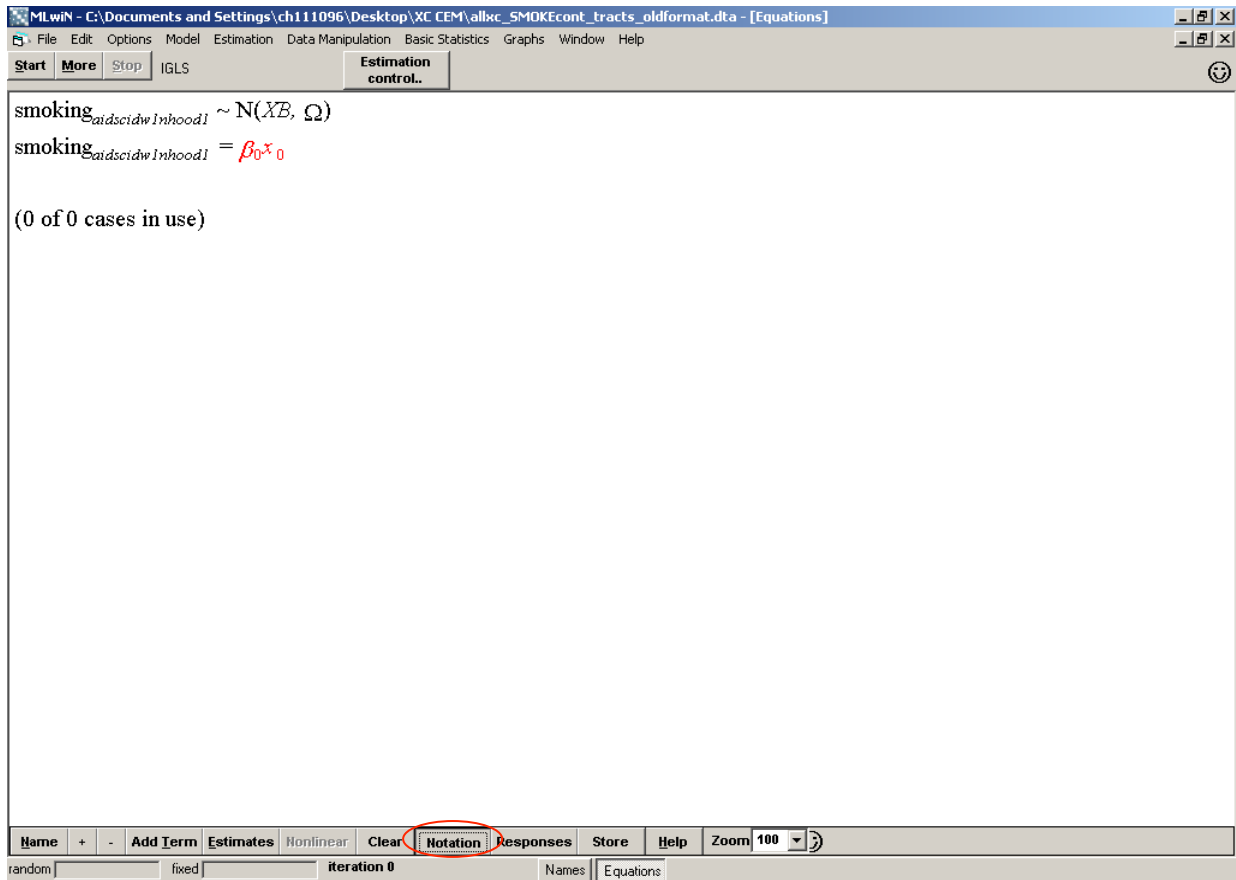 MLwiN - C:\Documents and Settings\ch111096\Desktop\XC CEM\allxc_SMOKEcont_tracts_oldformat.dta - [Equations]
File Edit Options Model Estimation Data Manipulation Basic Statistics Graphs Window Help
Start More Stop IGLS Estimation control..
smoking_aidscidw1nhood1 ~ N(XB, Ω)
smoking_aidscidw1nhood1 = β₀x₀
(0 of 0 cases in use)
Name + - Add Term Estimates Nonlinear Clear Notation Responses Store Help Zoom 100
random fixed iteration 0 Names Equations